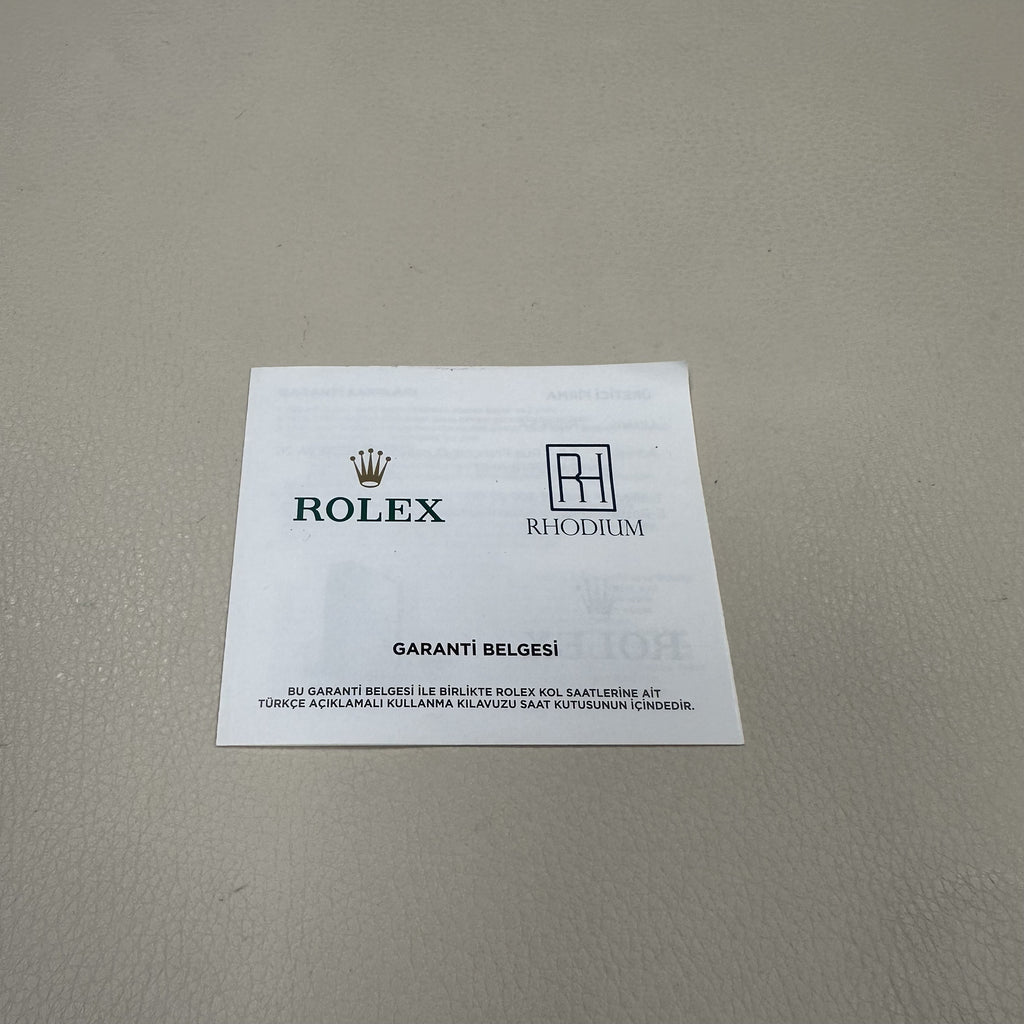 ROLEX
RH
RHODIUM
GARANTİ BELGESİ
BU GARANTİ BELGESİ İLE BİRLİKTE ROLEX KOL SAATLERİNE AİT
TÜRKÇE AÇIKLAMALI KULLANMA KILAVUZU SAAT KUTUSUNUN İÇİNDEDİR.